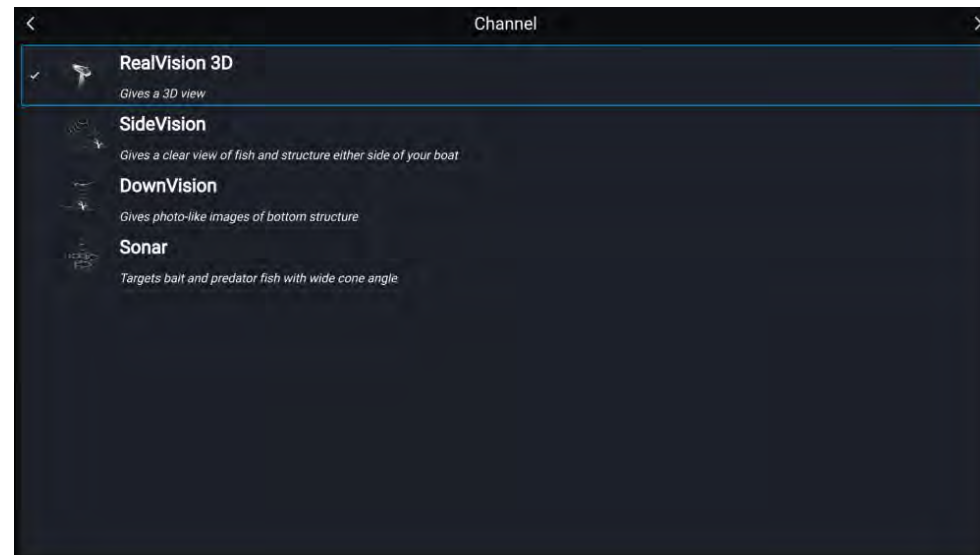 Channel
RealVision 3D
Gives a 3D view
SideVision
Gives a clear view of fish and structure either side of your boat
DownVision
Gives photo-like images of bottom structure
Sonar
Targets bait and predator fish with wide cone angle